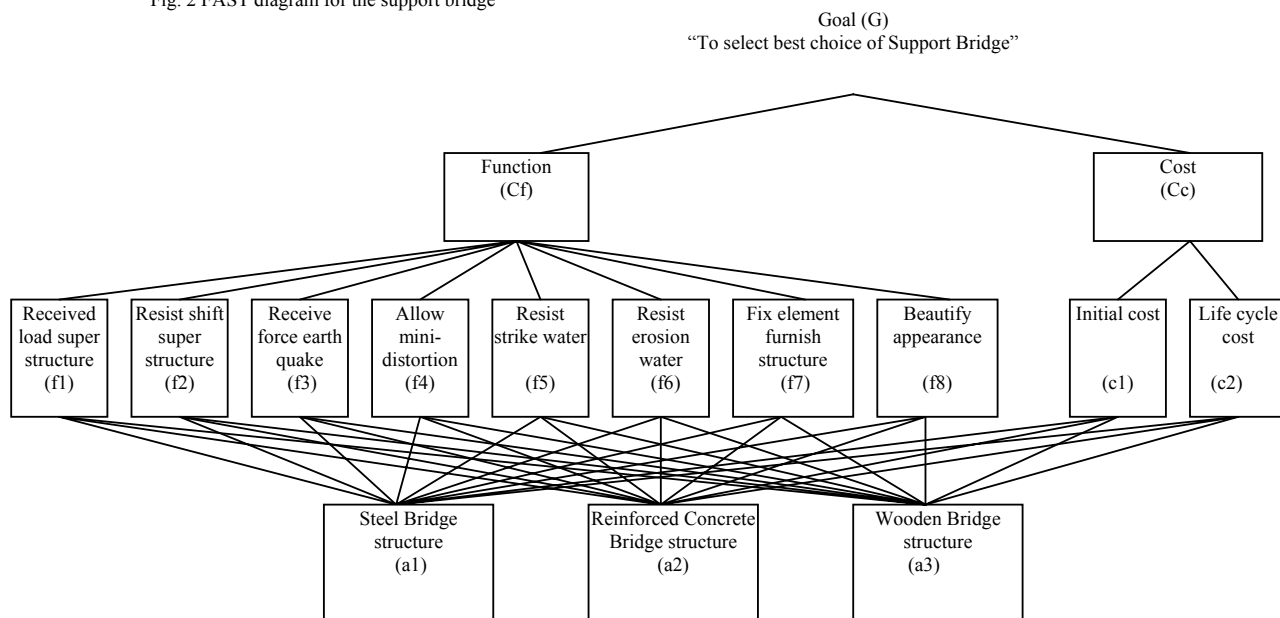 Fig. 2 FAST diagram for the support bridge
Goal (G)
“To select best choice of Support Bridge”
Function
(Cf)
Cost
(Cc)
Received
load super
structure
(f1)
Resist shift
super
structure
(f2)
Receive
force earth
quake
(f3)
Allow
mini-
distortion
(f4)
Resist
strike water
(f5)
Resist
erosion
water
(f6)
Fix element
furnish
structure
(f7)
Beautify
appearance
(f8)
Initial cost
(c1)
Life cycle
cost
(c2)
Steel Bridge
structure
(a1)
Reinforced Concrete
Bridge structure
(a2)
Wooden Bridge
structure
(a3)